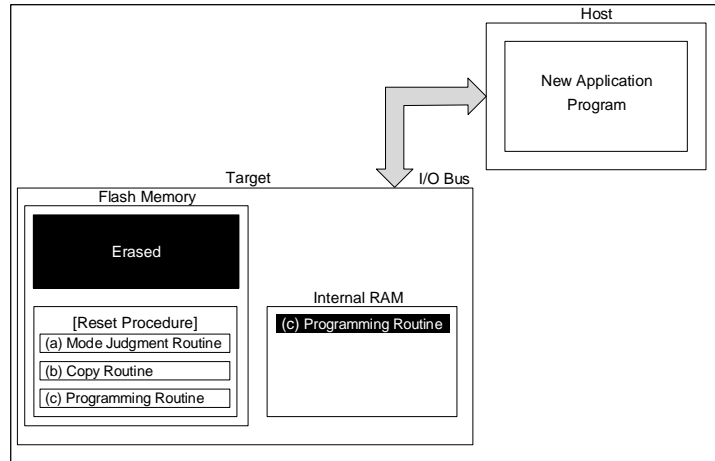 Host
New Application
Program
Target
I/O Bus
Flash Memory
Erased
[Reset Procedure]
(a) Mode Judgment Routine
(b) Copy Routine
(c) Programming Routine
Internal RAM
(c) Programming Routine